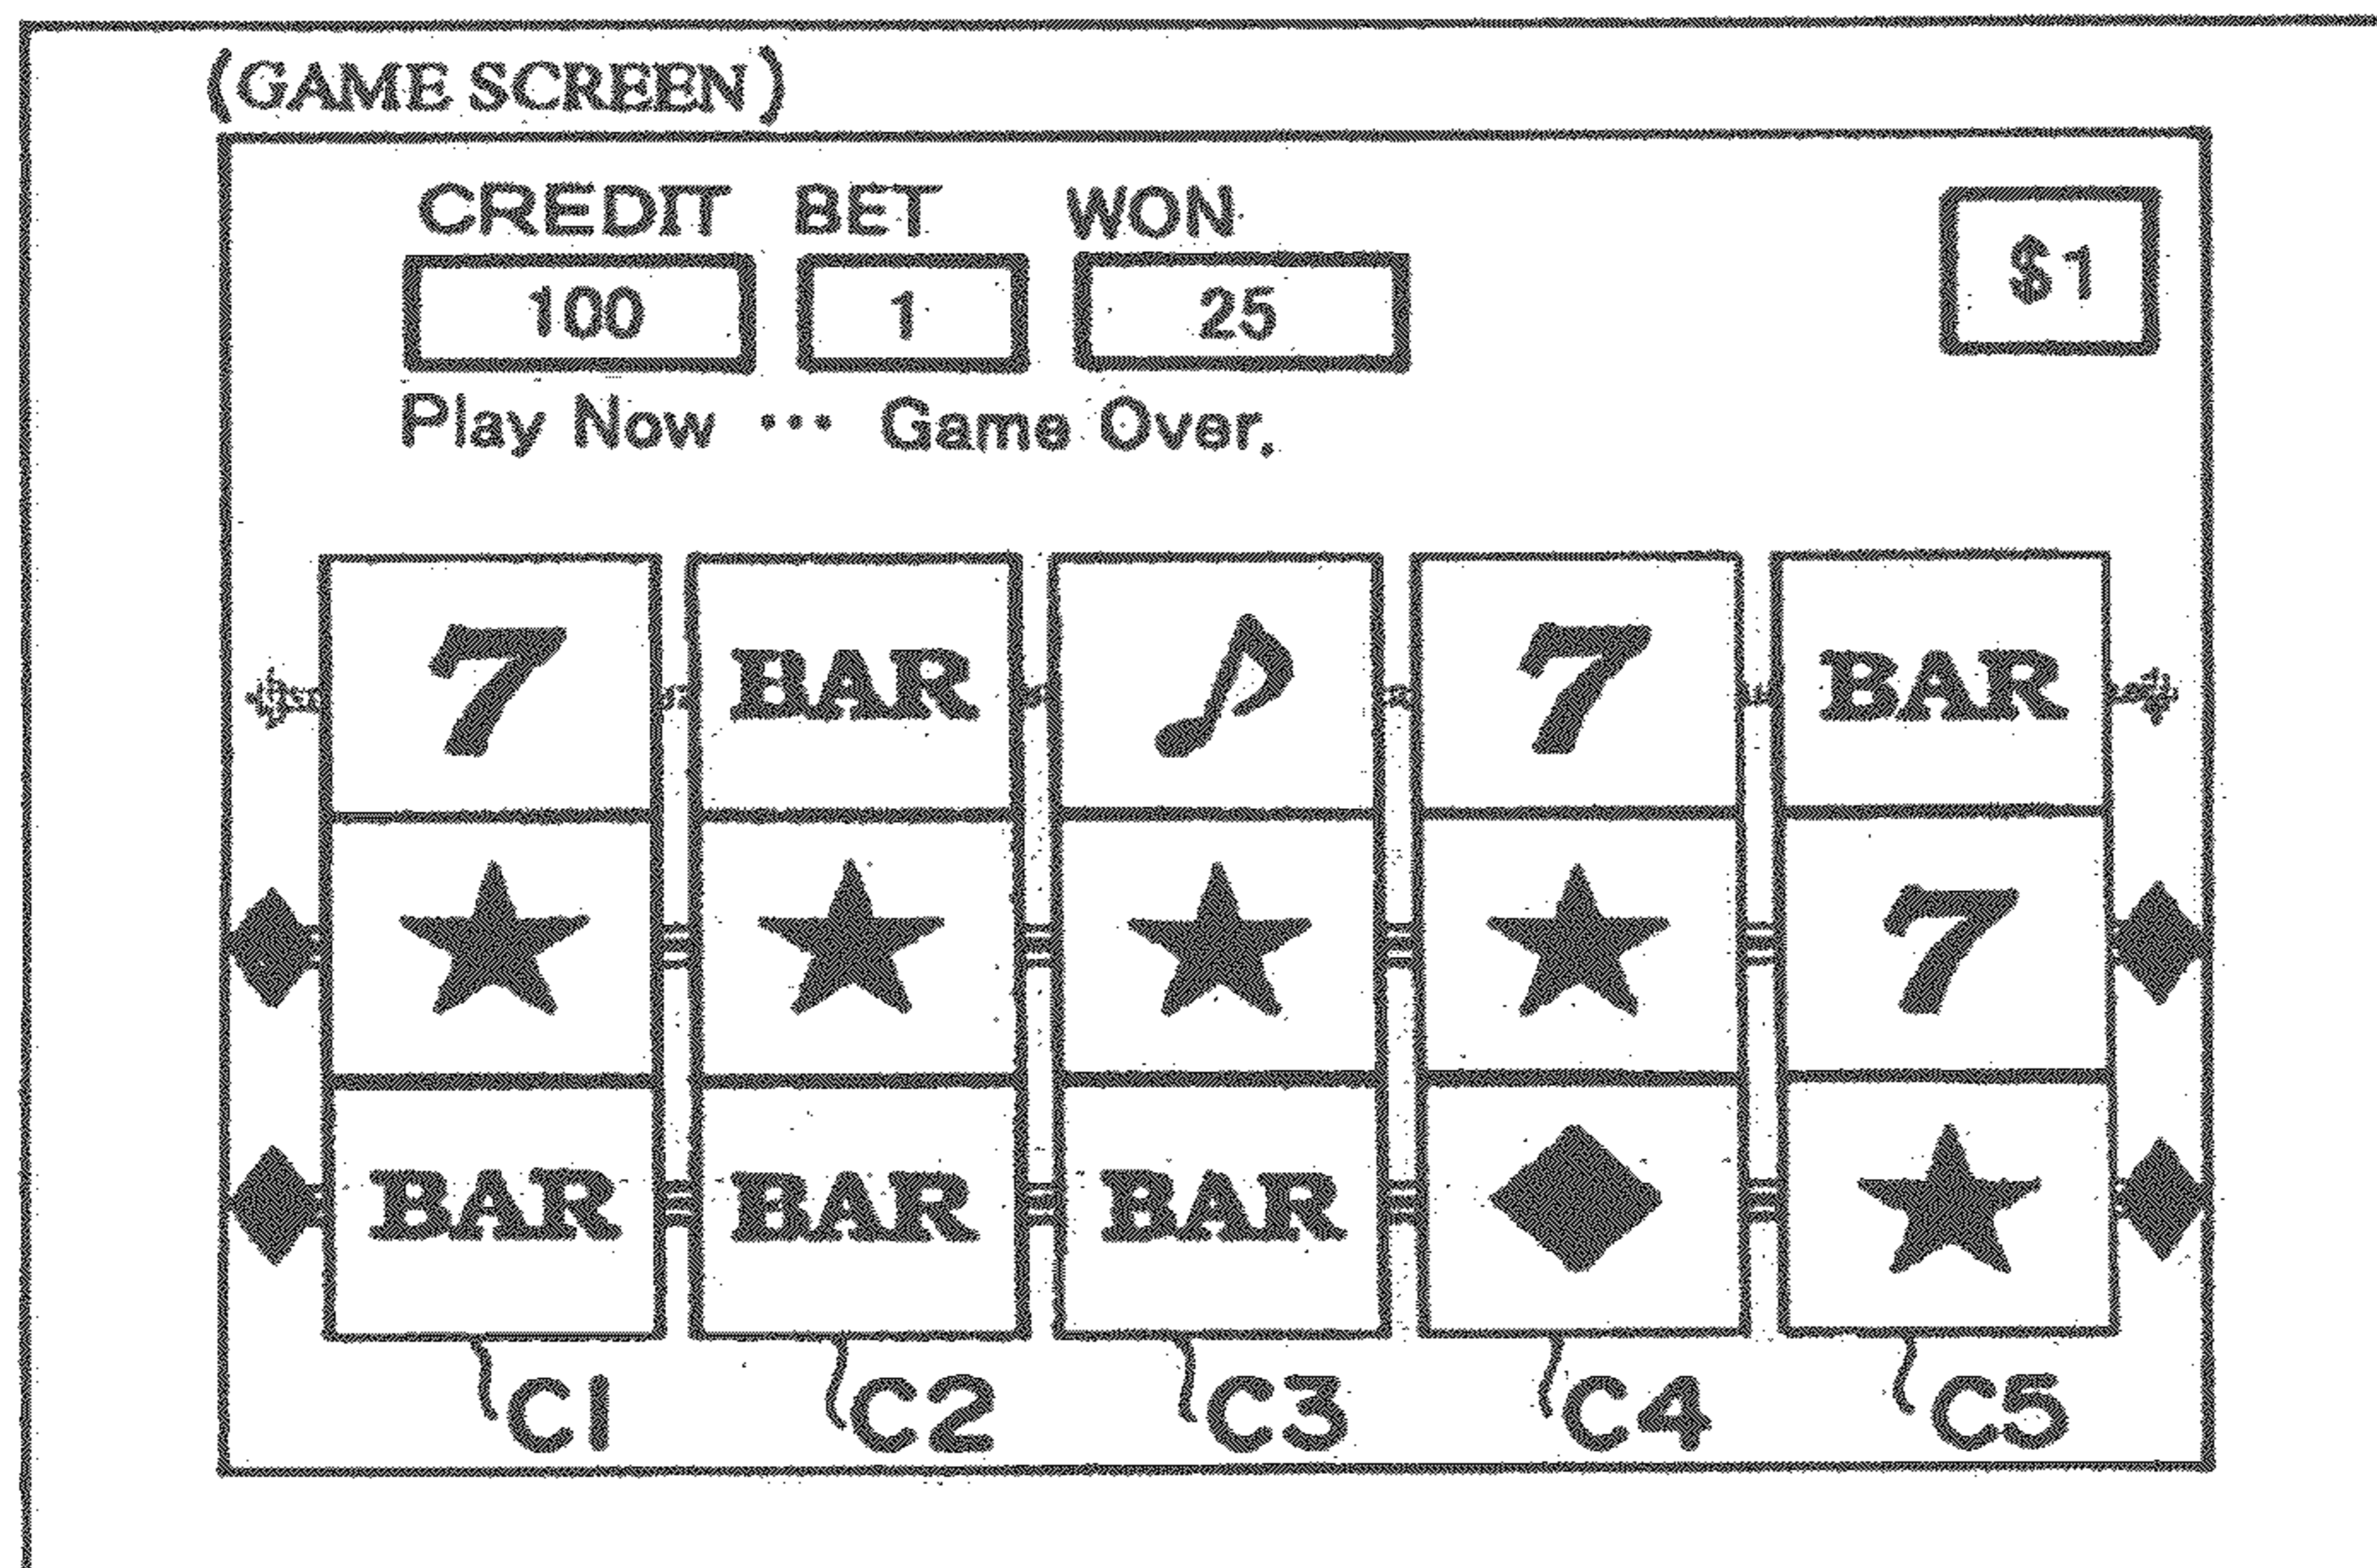 (GAME SCREEN)
CREDIT BET WON
100 1 25 $1
Play Now ··· Game Over.
7 BAR 7 BAR
7
BAR BAR BAR
C1 C2 C3 C4 C5